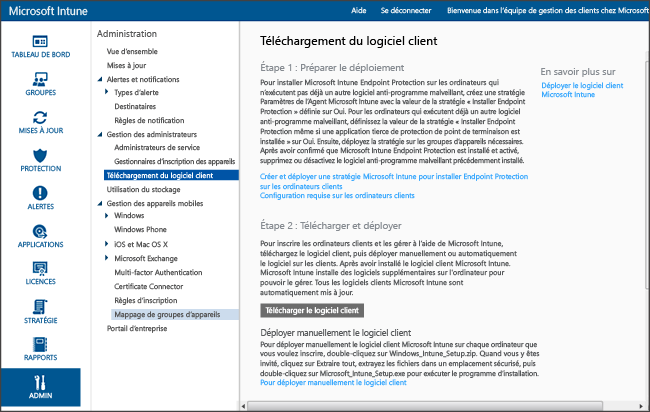 Microsoft Intune
Aide
Se déconnecter
Bienvenue dans l'équipe de gestion des clients chez Microsoft
TABLEAU DE BORD
GROUPES
MISES À JOUR
PROTECTION
ALERTES
APPLICATIONS
LICENCES
STRATÉGIE
RAPPORTS
ADMIN
Administration
Vue d'ensemble
Mises à jour
Alertes et notifications
Types d'alerte
Destinataires
Règles de notification
Gestion des administrateurs
Administrateurs de service
Gestionnaires d'inscription des appareils
Téléchargement du logiciel client
Utilisation du stockage
Gestion des appareils mobiles
Windows
Windows Phone
iOS et Mac OS X
Microsoft Exchange
Multi-factor Authentication
Certificate Connector
Règles d'inscription
Mappage de groupes d'appareils
Portail d'entreprise
Téléchargement du logiciel client
Étape 1 : Préparer le déploiement
Pour installer Microsoft Intune Endpoint Protection sur les ordinateurs qui
n'exécutent pas déjà un autre logiciel anti-programme malveillant, créez une stratégie
Paramètres de l'Agent Microsoft Intune avec la valeur de la stratégie « Installer Endpoint
Protection » définie sur Oui. Pour les ordinateurs qui exécutent déjà un autre logiciel
anti-programme malveillant, définissez la valeur de la stratégie « Installer Endpoint
Protection même si une application tierce de protection de point de terminaison est
installée » sur Oui. Ensuite, déployez la stratégie sur les groupes d'appareils nécessaires.
Après avoir confirmé que Microsoft Intune Endpoint Protection est installé et activé,
supprimez ou désactivez le logiciel anti-programme malveillant précédemment installé.
Créer et déployer une stratégie Microsoft Intune pour installer Endpoint Protection
sur les ordinateurs clients
Configuration requise sur les ordinateurs clients
Étape 2 : Télécharger et déployer
Pour inscrire les ordinateurs clients et les gérer à l'aide de Microsoft Intune,
téléchargez le logiciel client, puis déployer manuellement ou automatiquement
le logiciel sur les clients. Après avoir installé le logiciel client Microsoft Intune.
Microsoft Intune installe des logiciels supplémentaires sur l'ordinateur pour
pouvoir le gérer. Tous les logiciels clients Microsoft Intune sont
automatiquement mis à jour.
Télécharger le logiciel client
Déployer manuellement le logiciel client
Pour déployer manuellement le logiciel client Microsoft Intune sur chaque ordinateur que
vous voulez inscrire, double-cliquez sur Windows_Intune_Setup.zip. Quand vous y êtes
invité, cliquez sur Extraire tout, extrayez les fichiers dans un emplacement sécurisé, puis
double-cliquez sur Microsoft_Intune_Setup.exe pour exécuter le programme d'installation.
Pour déployer manuellement le logiciel client
En savoir plus sur
Déployer le logiciel client
Microsoft Intune